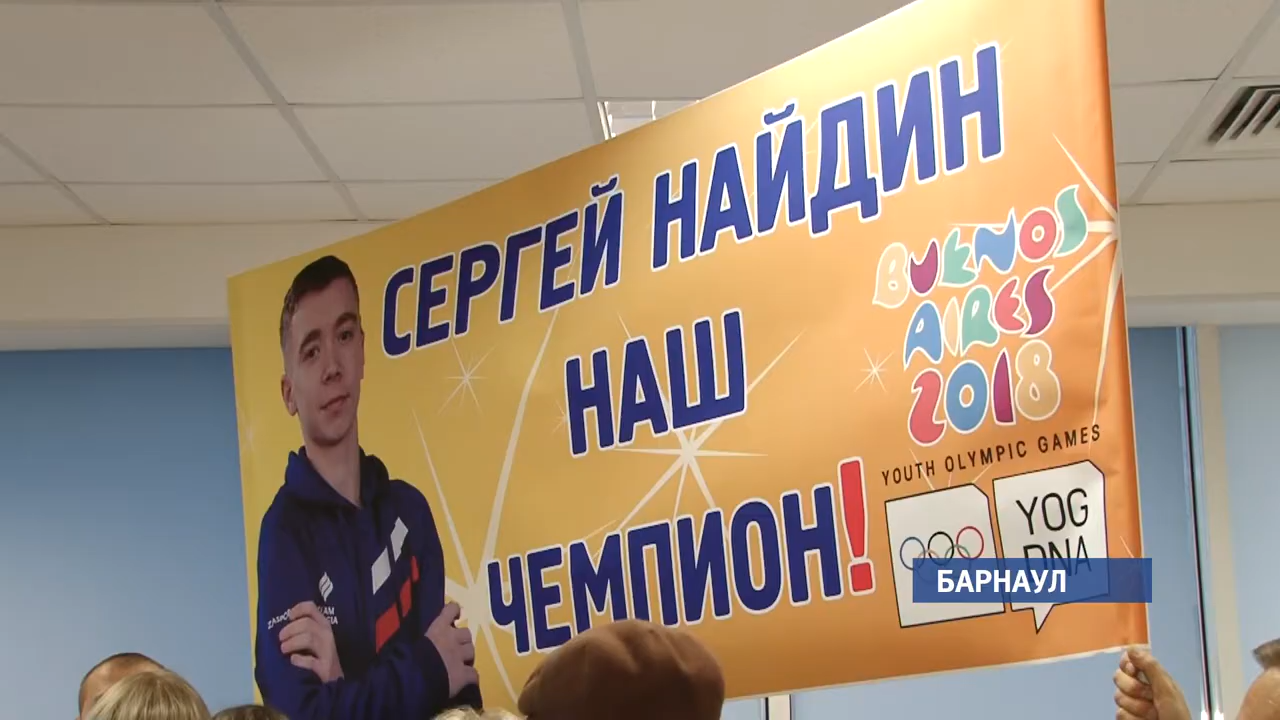 СЕРГЕЙ НАЙДИН
НАШ
ЧЕМПИОН!
BUENOS
AIRES
2018
YOUTH OLYMPIC GAMES
YOG
DNA
БАРНАУЛ